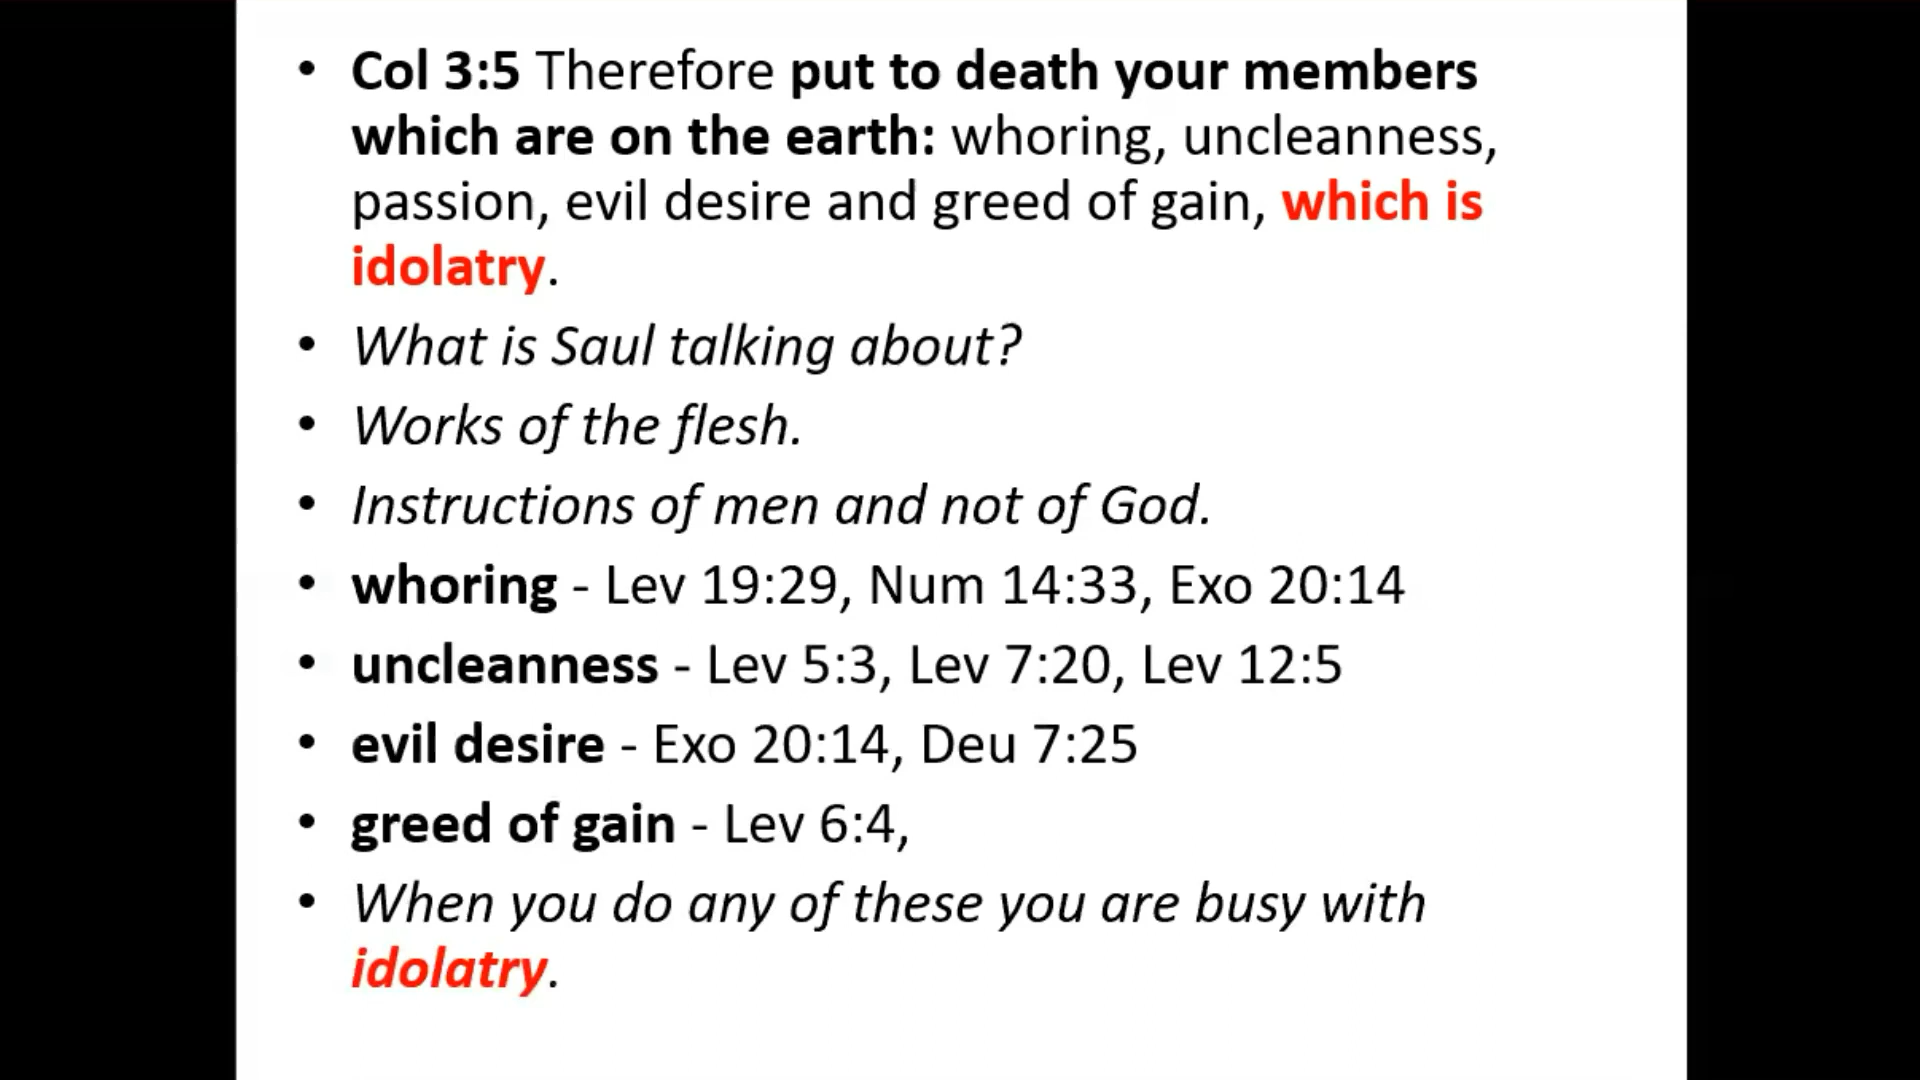 • Col 3:5 Therefore put to death your members
which are on the earth: whoring, uncleanness,
passion, evil desire and greed of gain, which is
idolatry.
• What is Saul talking about?
• Works of the flesh.
• Instructions of men and not of God.
• whoring - Lev 19:29, Num 14:33, Exo 20:14
• uncleanness - Lev 5:3, Lev 7:20, Lev 12:5
• evil desire - Exo 20:14, Deu 7:25
• greed of gain - Lev 6:4,
• When you do any of these you are busy with
idolatry.